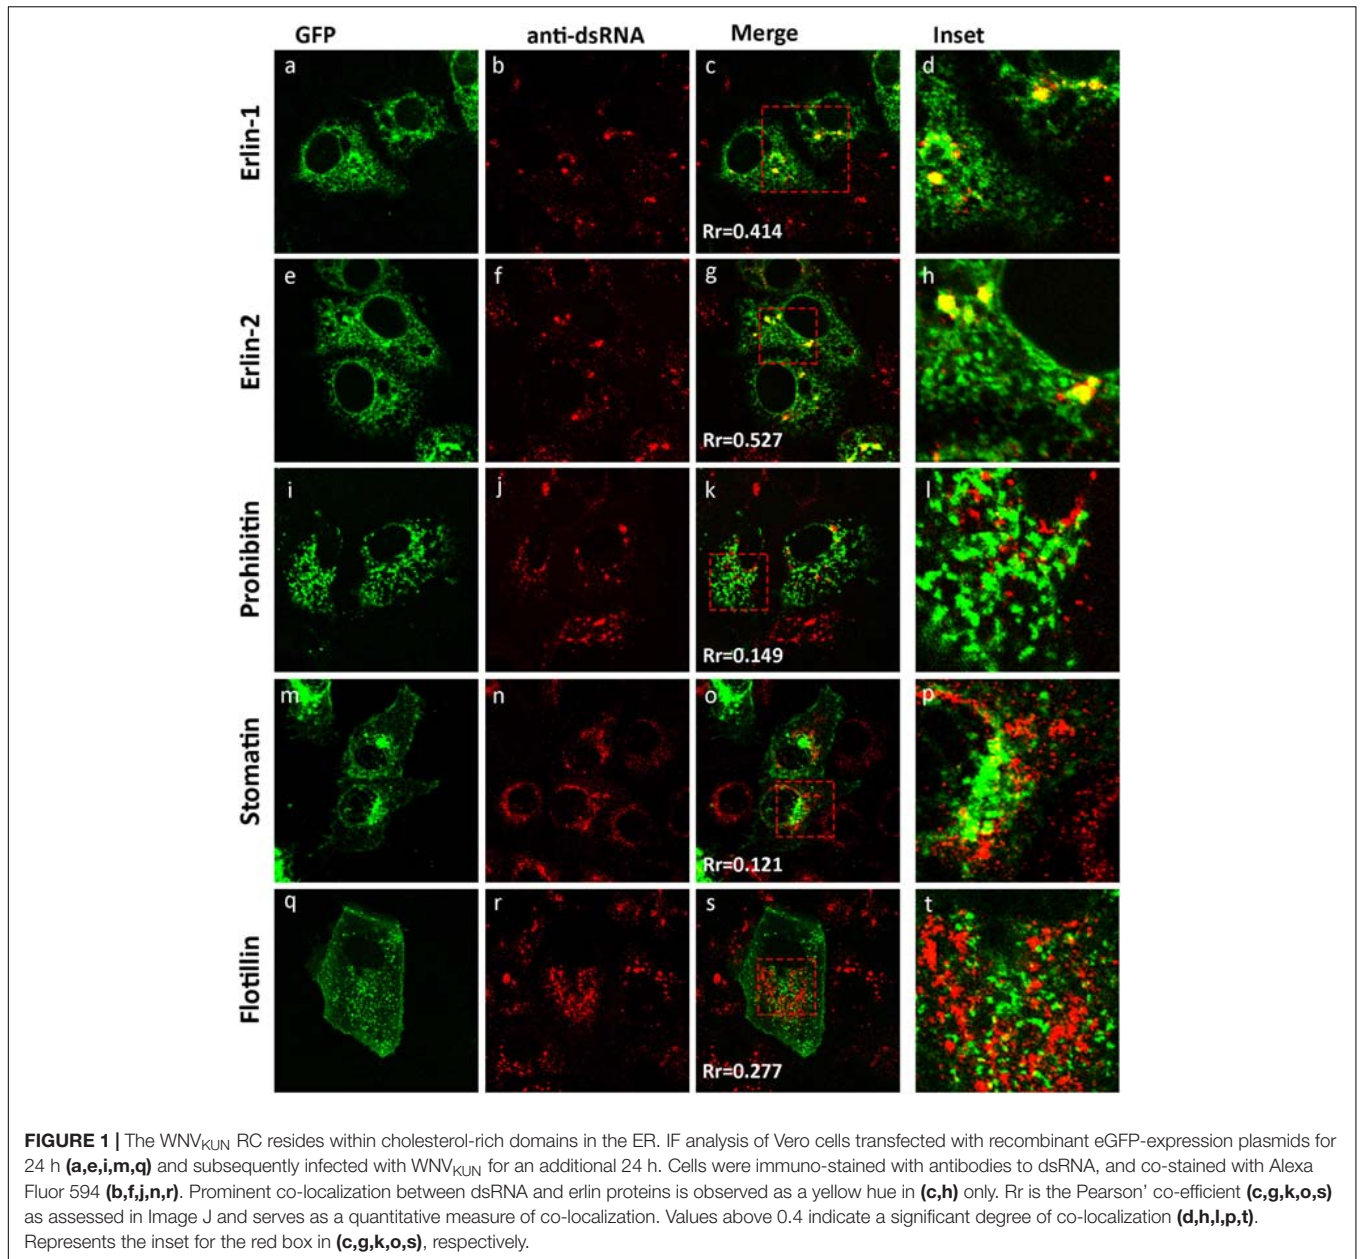 GFP anti-dsRNA Merge Inset
Erlin-1
a b c d
Rr=0.414
Erlin-2
e f g h
Rr=0.527
Prohibitin
i j k l
Rr=0.149
Stomatin
m n o p
Rr=0.121
Flotillin
q r s t
Rr=0.277
FIGURE 1 | The WNVKUN RC resides within cholesterol-rich domains in the ER. IF analysis of Vero cells transfected with recombinant eGFP-expression plasmids for
24 h (a,e,i,m,q) and subsequently infected with WNVKUN for an additional 24 h. Cells were immuno-stained with antibodies to dsRNA, and co-stained with Alexa
Fluor 594 (b,f,j,n,r). Prominent co-localization between dsRNA and erlin proteins is observed as a yellow hue in (c,h) only. Rr is the Pearson' co-efficient (c,g,k,o,s)
as assessed in Image J and serves as a quantitative measure of co-localization. Values above 0.4 indicate a significant degree of co-localization (d,h,l,p,t).
Represents the inset for the red box in (c,g,k,o,s), respectively.